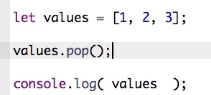 let values = [1, 2, 3];
values.pop();
console.log( values  );